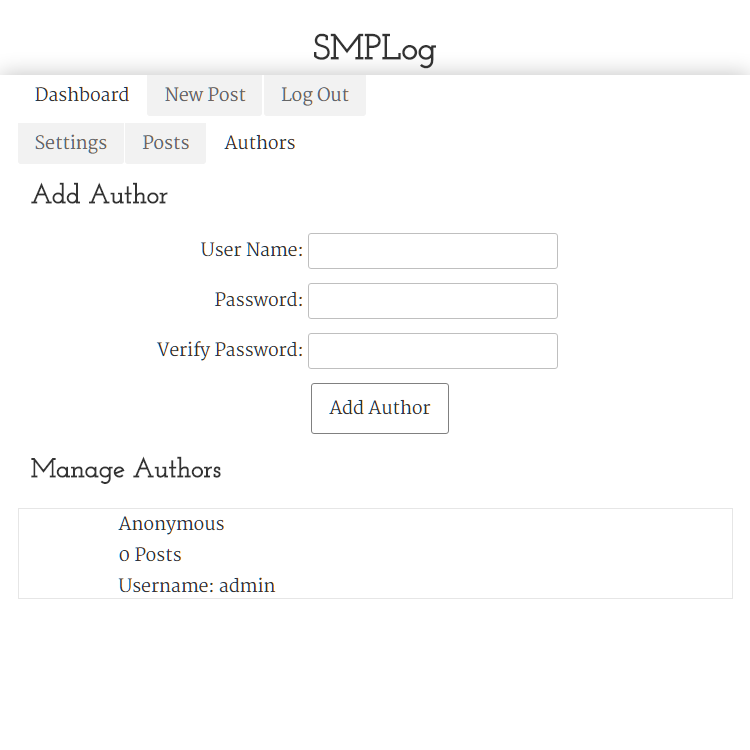 SMPLog
Dashboard New Post Log Out
Settings Posts Authors
Add Author
User Name:
Password:
Verify Password:
Add Author
Manage Authors
Anonymous
0 Posts
Username: admin